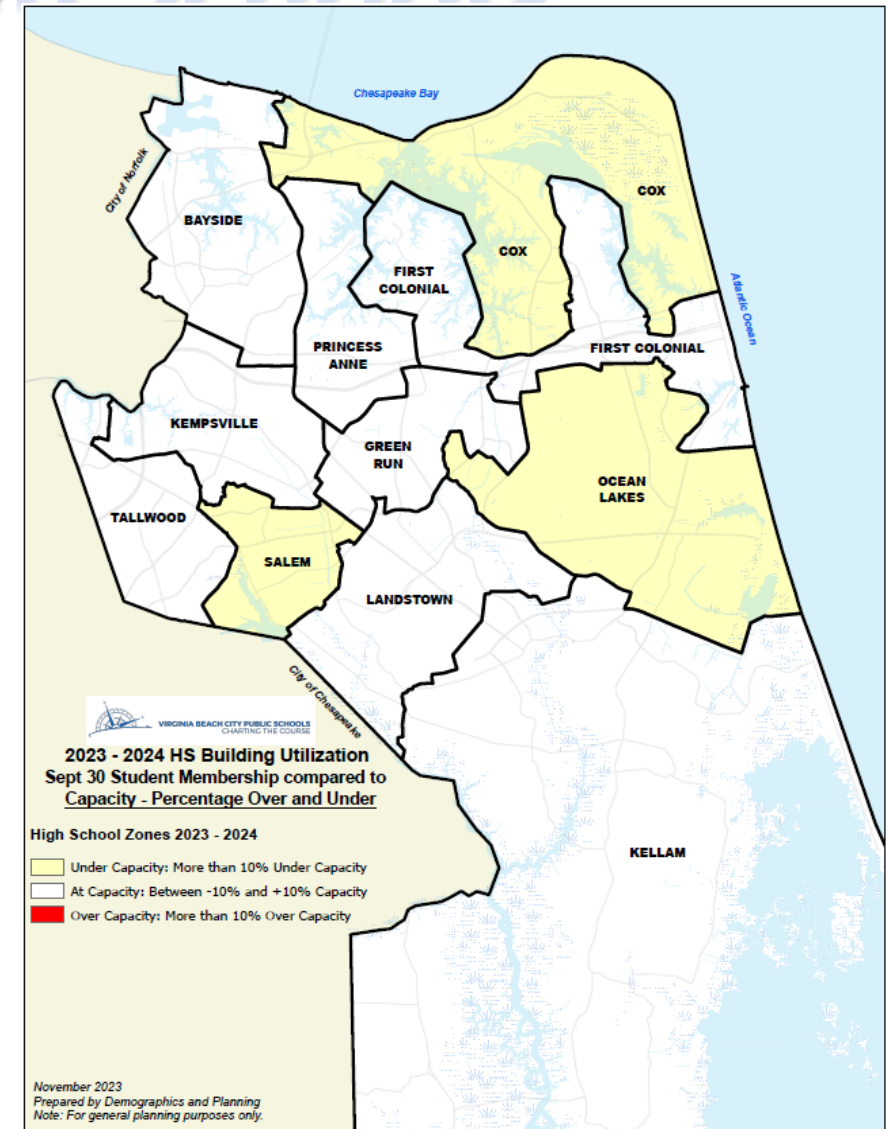 Chesapeake Bay
City of Norfolk
COX
BAYSIDE
COX
FIRST
COLONIAL
Atlantic Ocean
PRINCESS
ANNE
FIRST COLONIAL
KEMPSVILLE
GREEN
RUN
OCEAN
LAKES
TALLWOOD
SALEM
LANDSTOWN
City of Chesapeake
VIRGINIA BEACH CITY PUBLIC SCHOOLS
CHARTING THE COURSE
2023 - 2024 HS Building Utilization
Sept 30 Student Membership compared to
Capacity - Percentage Over and Under
High School Zones 2023 - 2024
Under Capacity: More than 10% Under Capacity
At Capacity: Between -10% and +10% Capacity
Over Capacity: More than 10% Over Capacity
KELLAM
November 2023
Prepared by Demographics and Planning
Note: For general planning purposes only.